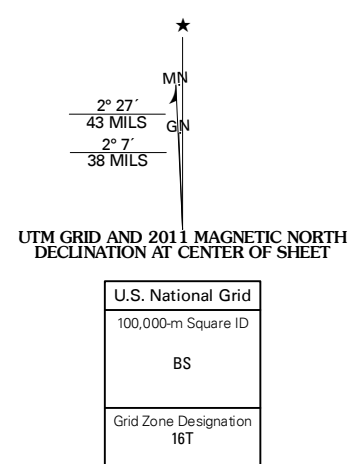 ★
MN
2° 27´
43 MILS
GN
2° 7´
38 MILS
UTM GRID AND 2011 MAGNETIC NORTH
DECLINATION AT CENTER OF SHEET
U.S. National Grid
100,000-m Square ID
BS
Grid Zone Designation
16T